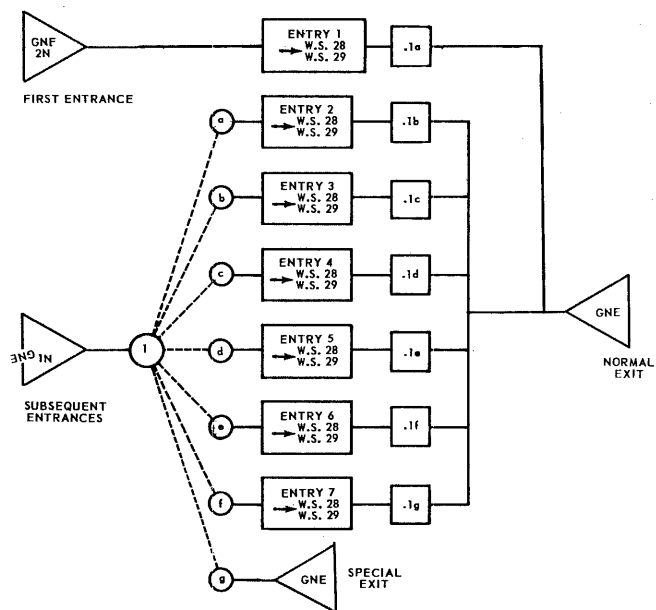 GNE
2N
FIRST ENTRANCE
ENTRY 1
→ W.S. 28
W.S. 29
.1a
a
ENTRY 2
→ W.S. 28
W.S. 29
.1b
b
ENTRY 3
→ W.S. 28
W.S. 29
.1c
c
ENTRY 4
→ W.S. 28
W.S. 29
.1d
GNE 1N
SUBSEQUENT
ENTRANCES
1
d
ENTRY 5
→ W.S. 28
W.S. 29
.1e
GNE
NORMAL
EXIT
e
ENTRY 6
→ W.S. 28
W.S. 29
.1f
f
ENTRY 7
→ W.S. 28
W.S. 29
.1g
g
GNE
SPECIAL
EXIT